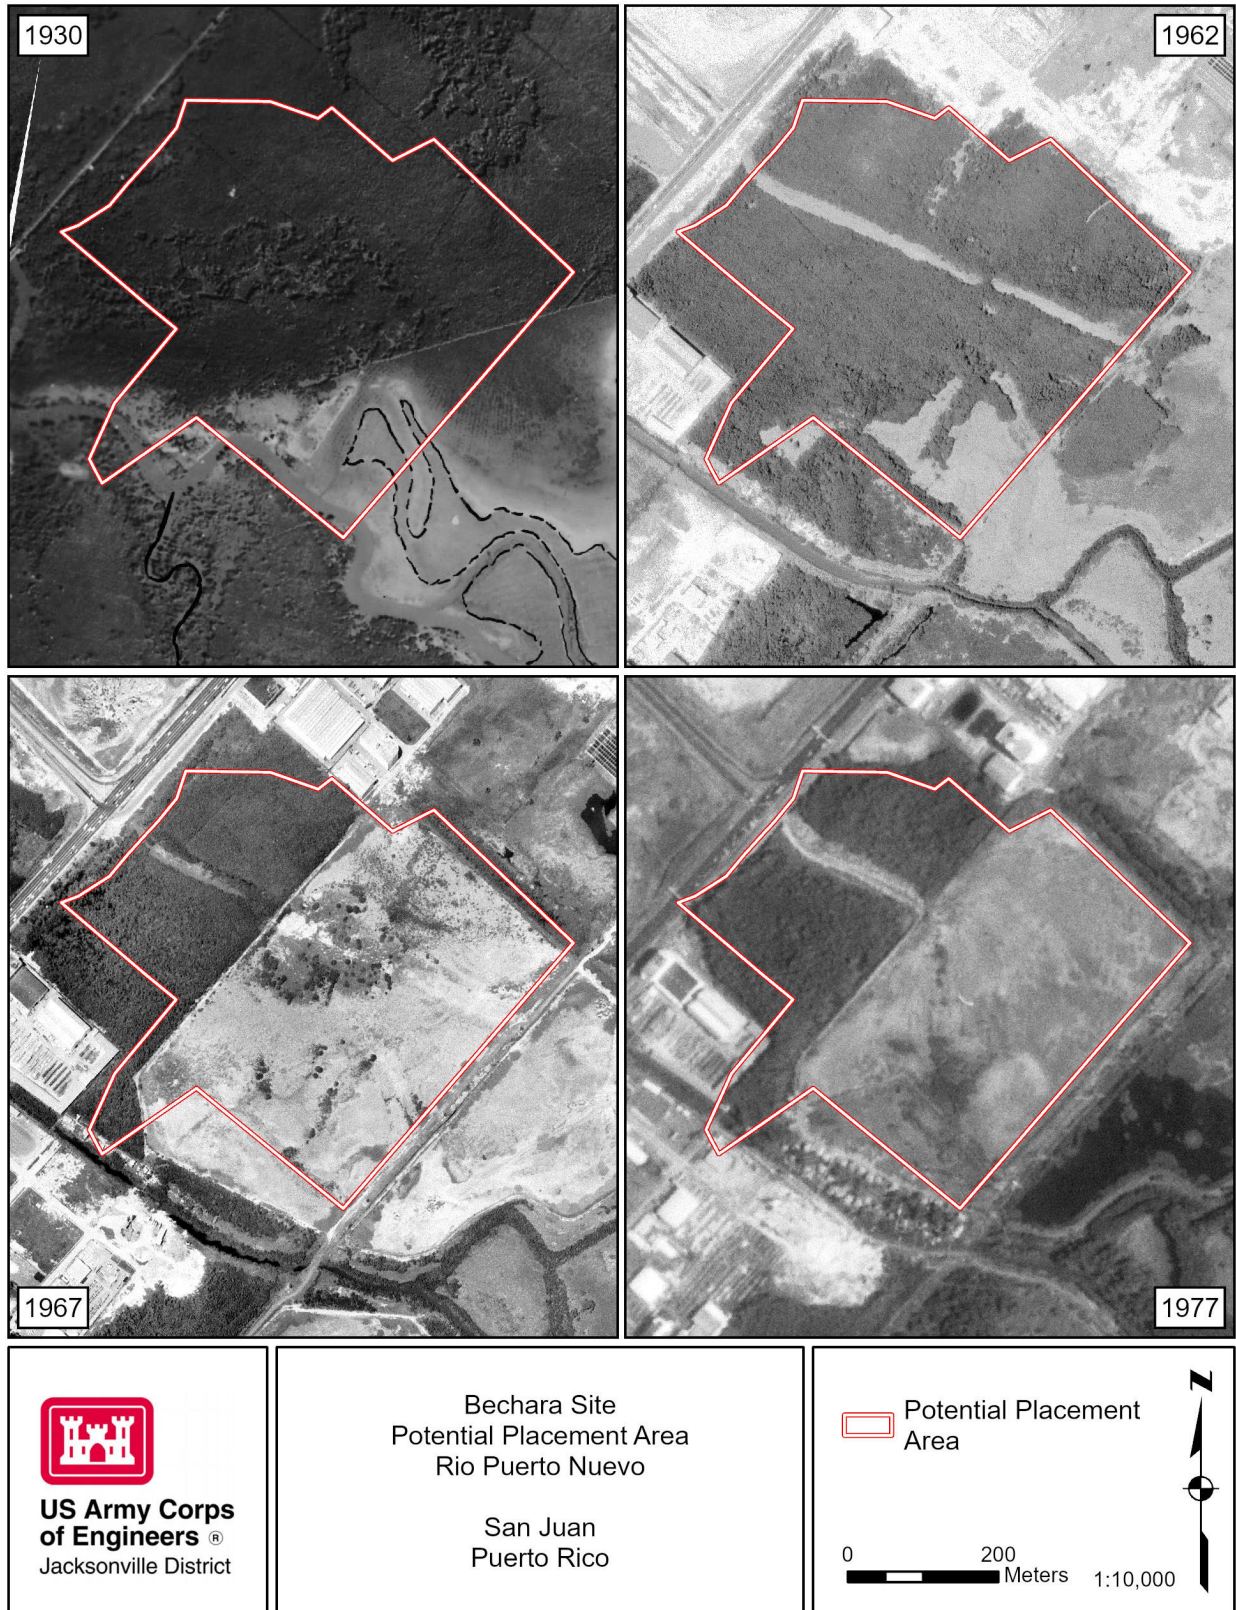 1930
1962
1967
1977
US Army Corps
of Engineers ®
Jacksonville District
Bechara Site
Potential Placement Area
Rio Puerto Nuevo
San Juan
Puerto Rico
Potential Placement
Area
N
0 200
Meters 1:10,000